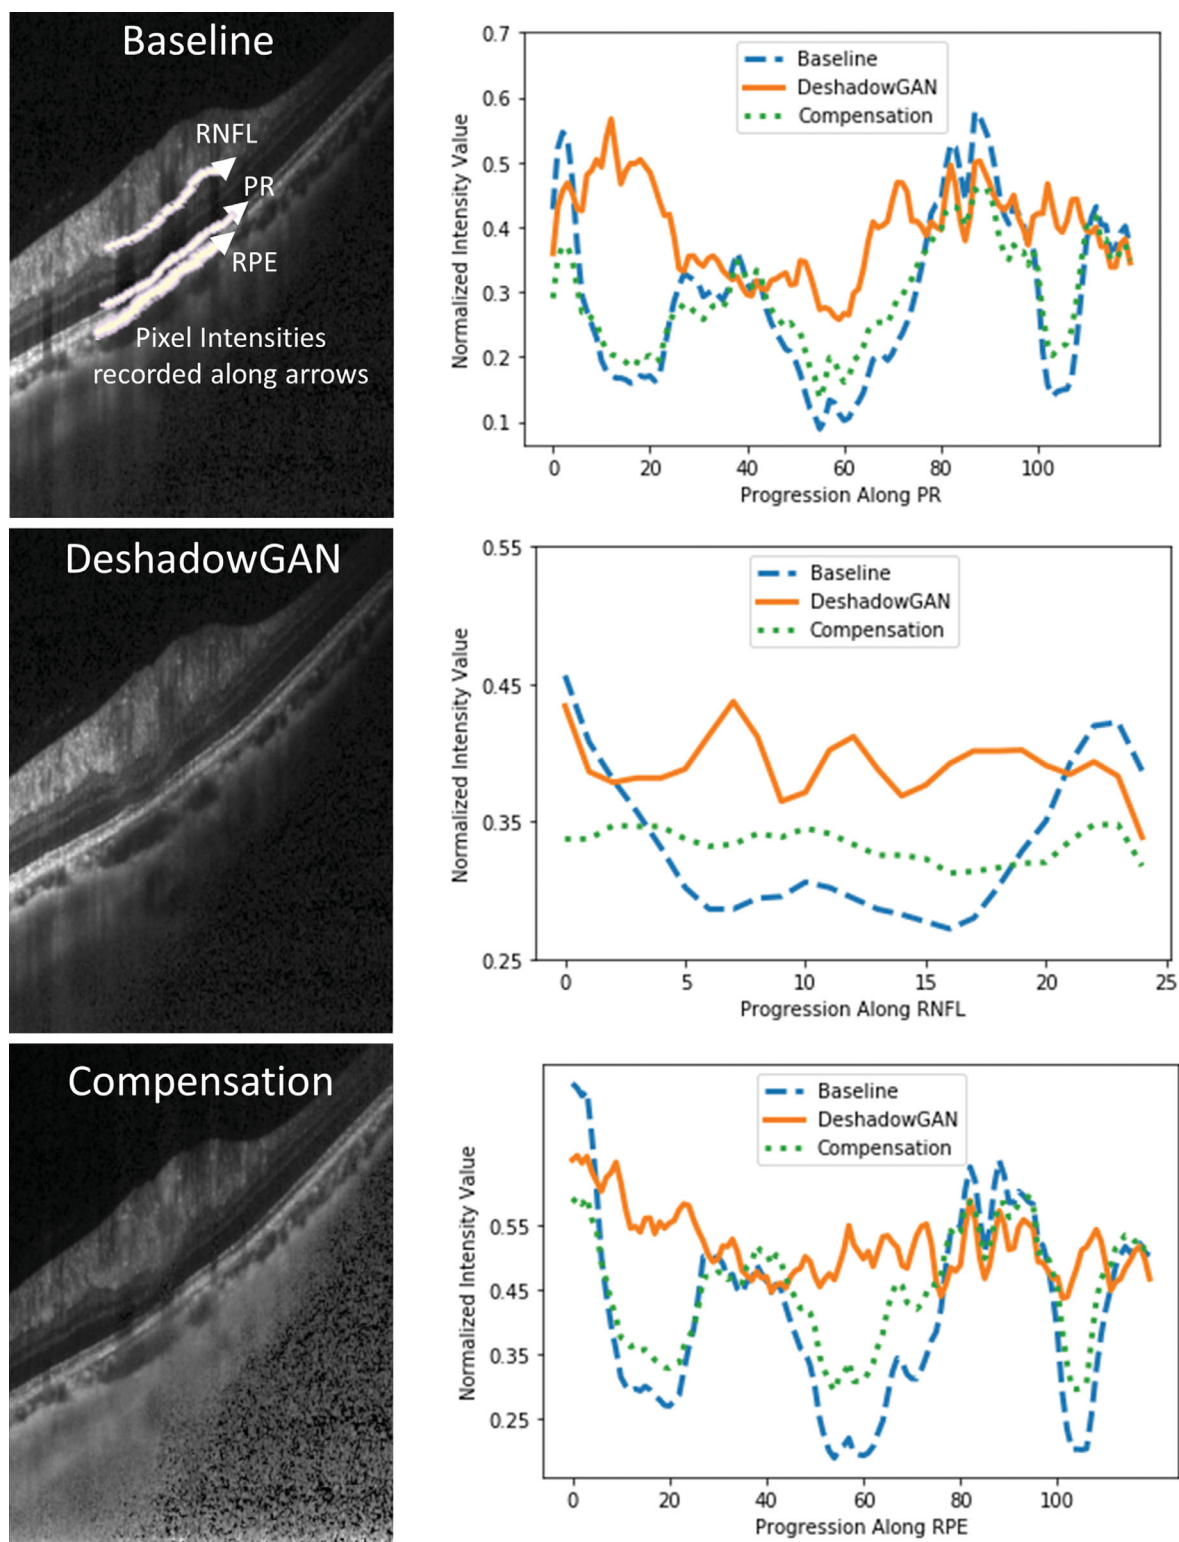 Baseline
RNFL
PR
RPE
Pixel Intensities
recorded along arrows
0.7
0.6
0.5
0.4
0.3
0.2
0.1
Normalized Intensity Value
Baseline
DeshadowGAN
Compensation
0 20 40 60 80 100
Progression Along PR
DeshadowGAN
0.55
0.45
0.35
0.25
Normalized Intensity Value
Baseline
DeshadowGAN
Compensation
0 5 10 15 20 25
Progression Along RNFL
Compensation
0.55
0.45
0.35
0.25
Normalized Intensity Value
Baseline
DeshadowGAN
Compensation
0 20 40 60 80 100
Progression Along RPE